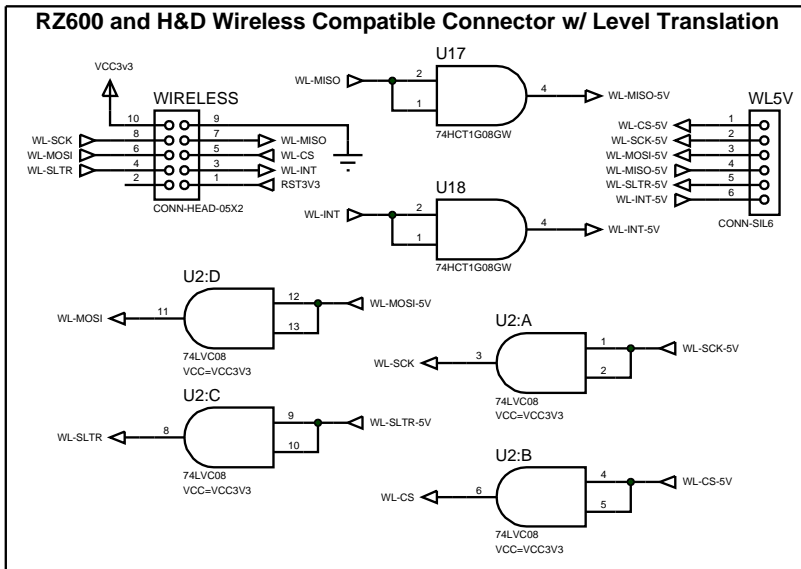 RZ600 and H&D Wireless Compatible Connector w/ Level Translation
VCC3v3
WIRELESS
10 9
WL-SCK 8 7 WL-MISO
WL-MOSI 6 5 WL-CS
WL-SLTR 4 3 WL-INT
2 1 RST3V3
CONN-HEAD-05X2
U17
WL-MISO 2 4 WL-MISO-5V
1
74HCT1G08GW
U18
WL-INT 2 4 WL-INT-5V
1
74HCT1G08GW
WL5V
WL-CS-5V 1
WL-SCK-5V 2
WL-MOSI-5V 3
WL-MISO-5V 4
WL-SLTR-5V 5
WL-INT-5V 6
CONN-SIL6
U2:D
WL-MOSI 11 12 WL-MOSI-5V
13
74LVC08
VCC=VCC3V3
U2:A
WL-SCK 3 1 WL-SCK-5V
2
74LVC08
VCC=VCC3V3
U2:C
WL-SLTR 8 9 WL-SLTR-5V
10
74LVC08
VCC=VCC3V3
U2:B
WL-CS 6 4 WL-CS-5V
5
74LVC08
VCC=VCC3V3